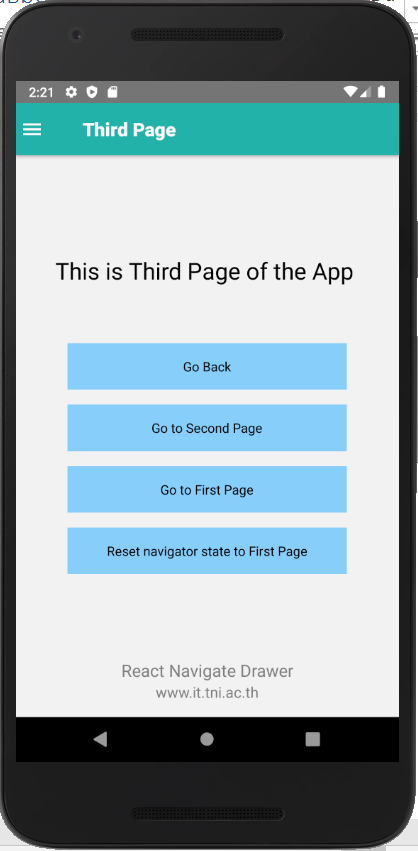 2:21
Third Page
This is Third Page of the App
Go Back
Go to Second Page
Go to First Page
Reset navigator state to First Page
React Navigate Drawer
www.it.tni.ac.th